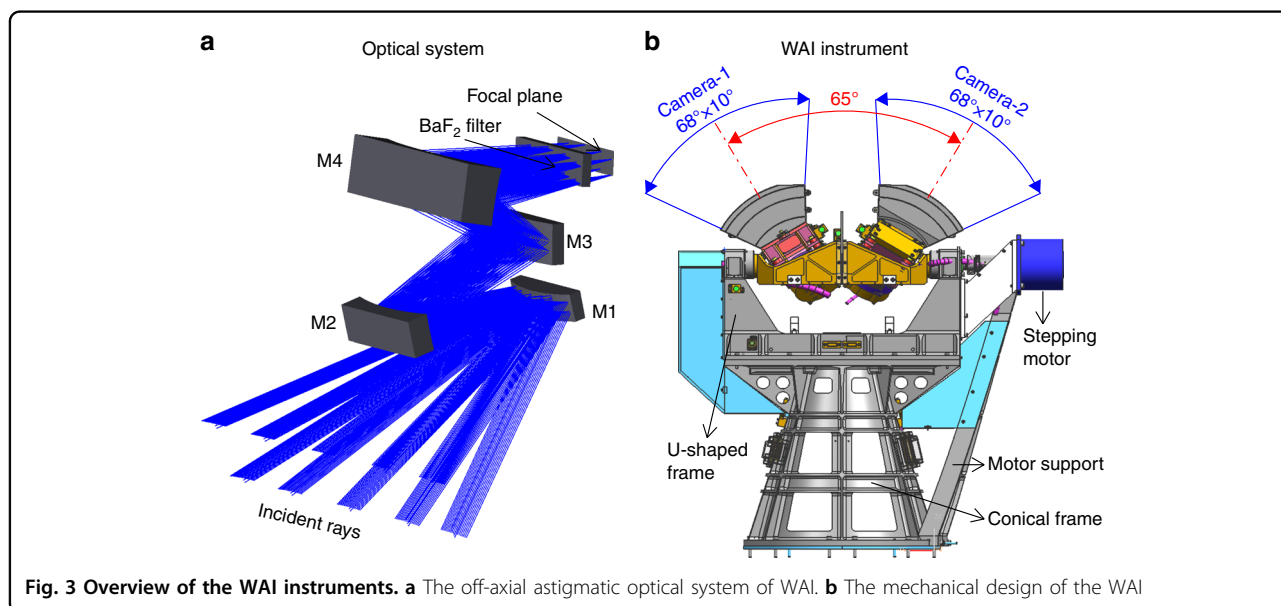 a
Optical system
Focal plane
BaF₂ filter
M4
M3
M1
M2
Incident rays
b
WAI instrument
Camera-1
68°×10°
65°
Camera-2
68°×10°
Stepping
motor
U-shaped
frame
Motor support
Conical frame
Fig. 3 Overview of the WAI instruments. a The off-axial astigmatic optical system of WAI. b The mechanical design of the WAI